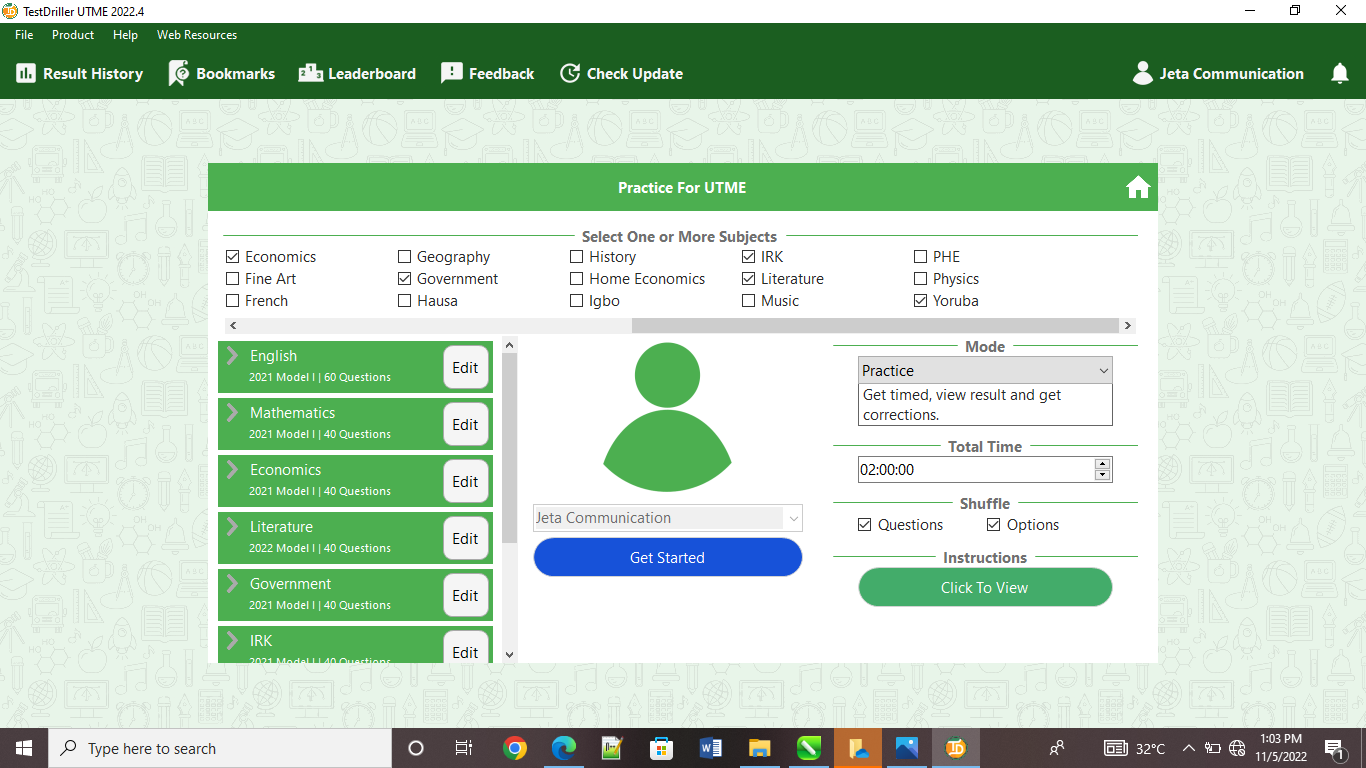 TestDriller UTME 2022.4
File Product Help Web Resources
Result History Bookmarks Leaderboard Feedback Check Update Jeta Communication
Practice For UTME
Select One or More Subjects
Economics Geography History IRK PHE
Fine Art Government Home Economics Literature Physics
French Hausa Igbo Music Yoruba
English
2021 Model I | 60 Questions
Edit
Mathematics
2021 Model I | 40 Questions
Edit
Economics
2021 Model I | 40 Questions
Edit
Literature
2022 Model I | 40 Questions
Edit
Government
2021 Model I | 40 Questions
Edit
IRK
2021 Model I | 40 Questions
Edit
Jeta Communication
Get Started
Mode
Practice
Get timed, view result and get
corrections.
Total Time
02:00:00
Shuffle
Questions Options
Instructions
Click To View
Type here to search
32°C
1:03 PM
11/5/2022
1